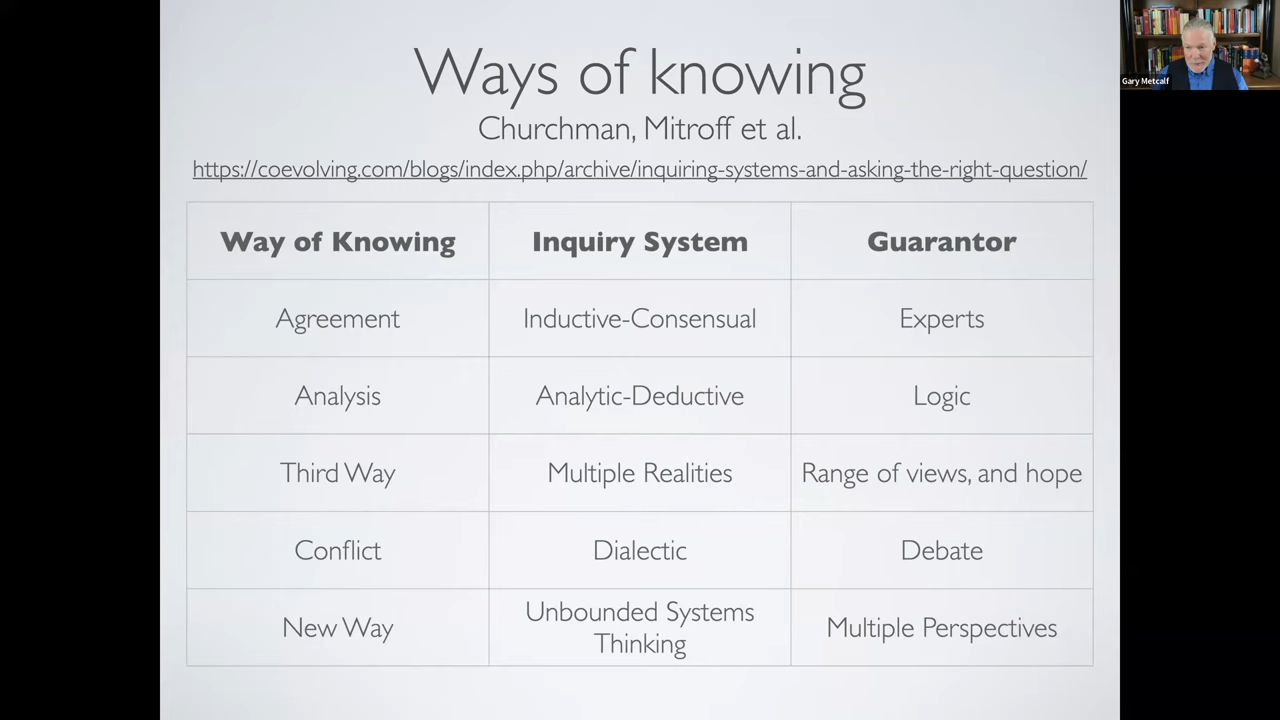 Ways of knowing
Churchman, Mitroff et al.
https://coevolving.com/blogs/index.php/archive/inquiring-systems-and-asking-the-right-question/
Way of Knowing Inquiry System Guarantor
Agreement Inductive-Consensual Experts
Analysis Analytic-Deductive Logic
Third Way Multiple Realities Range of views, and hope
Conflict Dialectic Debate
New Way Unbounded Systems Thinking Multiple Perspectives
Gary Metcalf